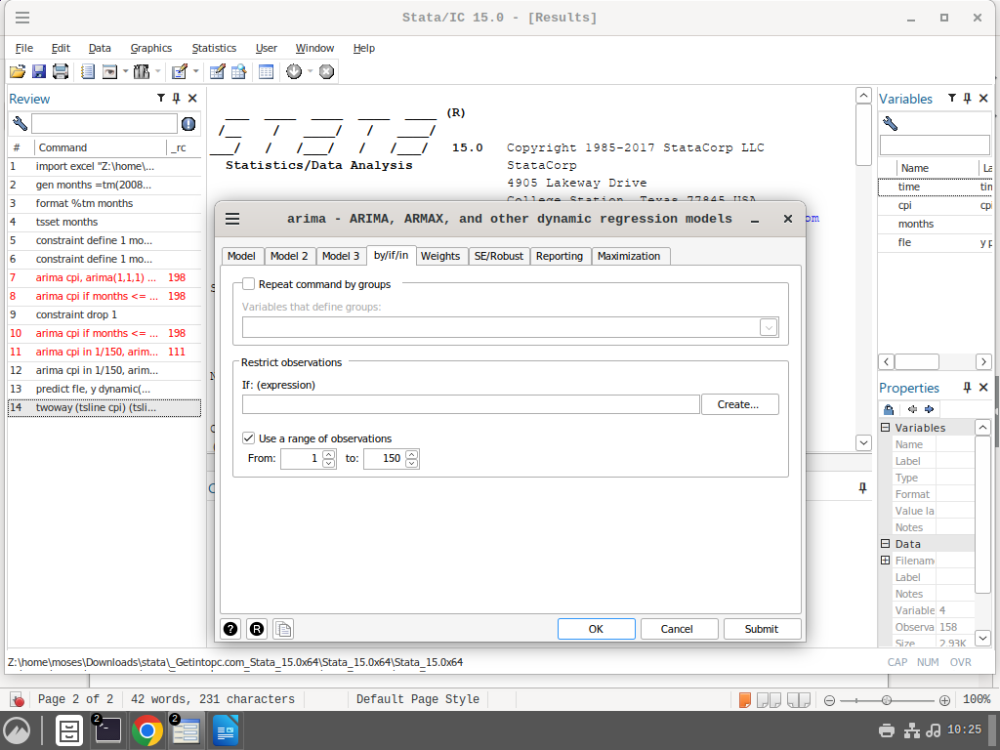 Stata/IC 15.0 - [Results]
File Edit Data Graphics Statistics User Window Help
Review
# Command _rc
1 import excel "Z:\home\...
2 gen months =tm(2008...
3 format %tm months
4 tsset months
5 constraint define 1 mo...
6 constraint define 1 mo...
7 arima cpi, arima(1,1,1) ... 198
8 arima cpi if months <= ... 198
9 constraint drop 1
10 arima cpi if months <= ... 198
11 arima cpi in 1/150, arim... 111
12 arima cpi in 1/150, arim...
13 predict fle, y dynamic(...
14 twoway (tsline cpi) (tsli...
(R)
15.0 Copyright 1985-2017 StataCorp LLC
Statistics/Data Analysis StataCorp
4905 Lakeway Drive
College Station, Texas 77845 USA
om
arima - ARIMA, ARMAX, and other dynamic regression models
Model Model 2 Model 3 by/if/in Weights SE/Robust Reporting Maximization
Repeat command by groups
Variables that define groups:
Restrict observations
If: (expression)
Create...
Use a range of observations
From: 1 to: 150
OK Cancel Submit
Variables
Name La
time tin
cpi cpi
months
fle y p
Properties
Variables
Name
Label
Type
Format
Value la
Notes
Data
Filenam
Label
Notes
Variable 4
Observa 158
Size 2.93K
Z:\home\moses\Downloads\stata\_Getintopc.com_Stata_15.0x64\Stata_15.0x64\Stata_15.0x64
CAP NUM OVR
Page 2 of 2 42 words, 231 characters Default Page Style 100%
2 2 10:25